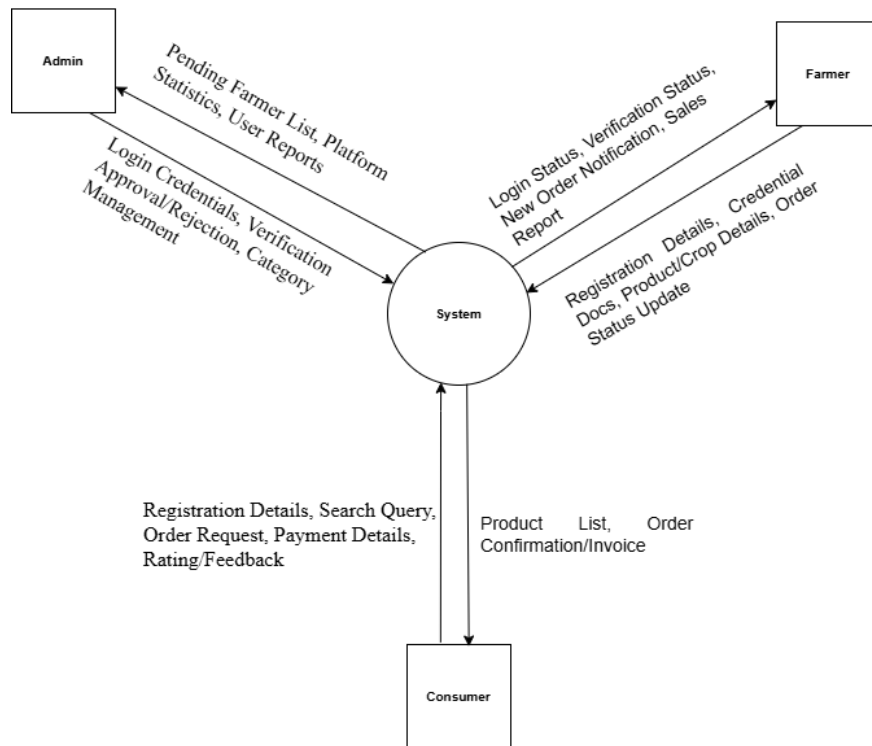 Admin
Pending Farmer List, Platform
Statistics, User Reports
Login Credentials, Verification
Approval/Rejection, Category
Management
Farmer
Login Status, Verification Status,
New Order Notification, Sales
Report
Registration Details, Credential
Docs, Product/Crop Details, Order
Status Update
System
Registration Details, Search Query,
Order Request, Payment Details,
Rating/Feedback
Product List, Order
Confirmation/Invoice
Consumer